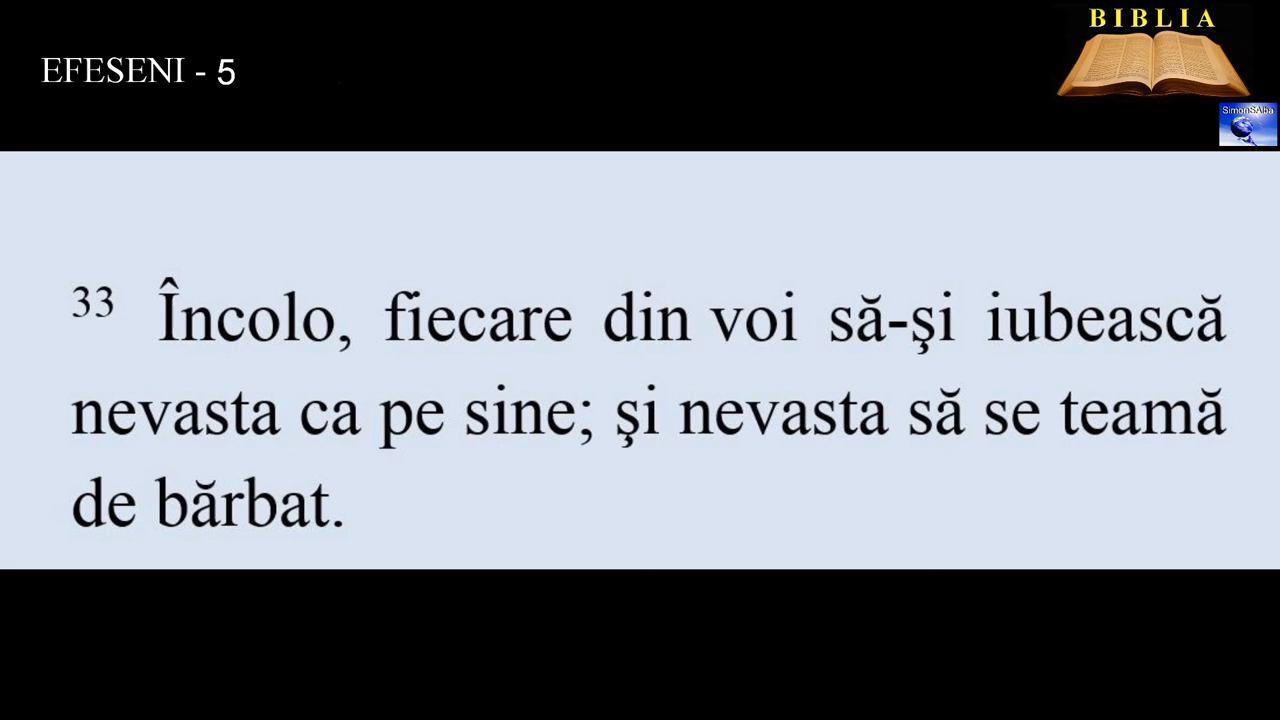 BIBLIA
EFESENI - 5
SimonSAlba
33 Încolo, fiecare din voi să-şi iubească
nevasta ca pe sine; şi nevasta să se teamă
de bărbat.